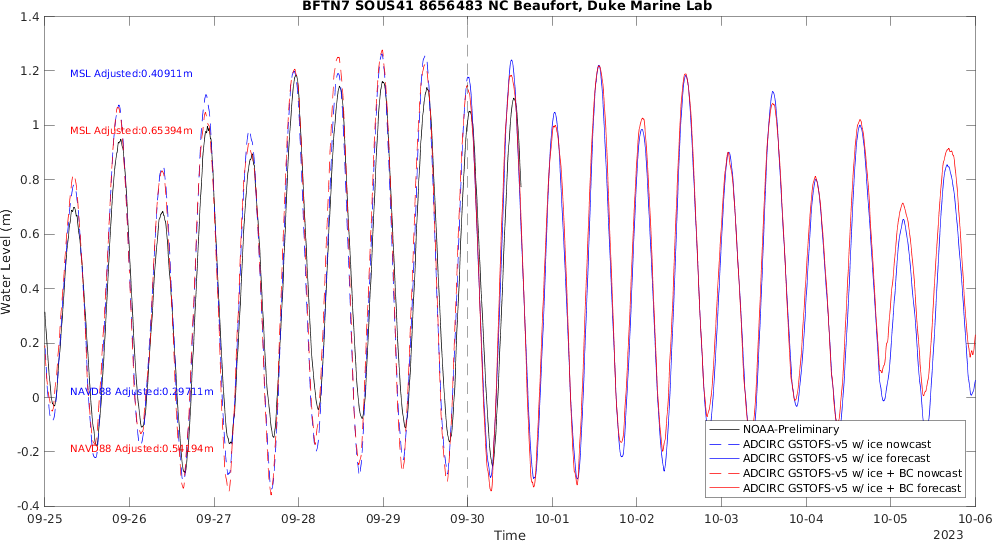 BFTN7 SOUS41 8656483 NC Beaufort, Duke Marine Lab
1.4
1.2
1
0.8
0.6
0.4
0.2
0
-0.2
-0.4
Water Level (m)
MSL Adjusted:0.40911m
MSL Adjusted:0.65394m
NAVD88 Adjusted:0.29711m
NAVD88 Adjusted:0.54194m
NOAA-Preliminary
ADCIRC GSTOFS-v5 w/ ice nowcast
ADCIRC GSTOFS-v5 w/ ice forecast
ADCIRC GSTOFS-v5 w/ ice + BC nowcast
ADCIRC GSTOFS-v5 w/ ice + BC forecast
09-25 09-26 09-27 09-28 09-29 09-30 10-01 10-02 10-03 10-04 10-05 10-06
Time
2023